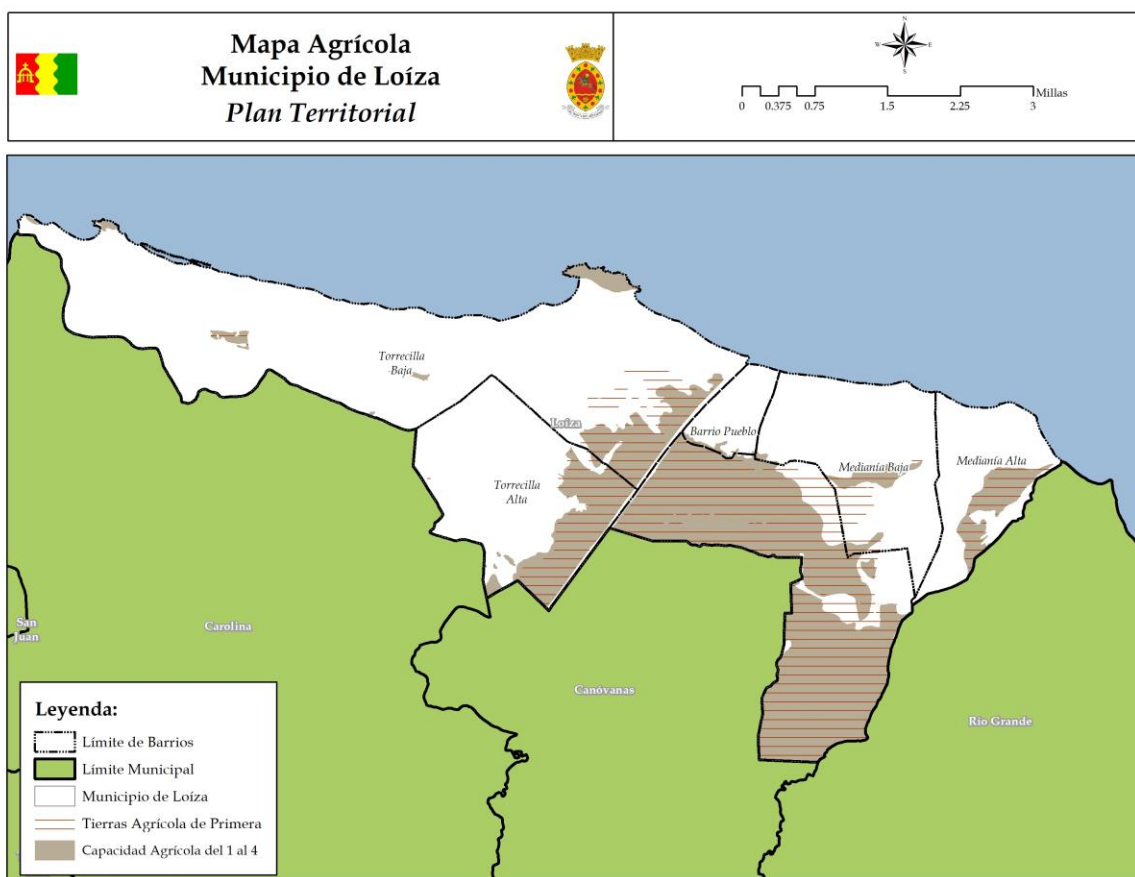 Mapa Agrícola
Municipio de Loíza
Plan Territorial
N
W
E
S
0
0.375
0.75
1.5
2.25
3
Millas
Torrecilla
Baja
Loíza
Barrio Pueblo
Medianía Baja
Medianía Alta
Torrecilla
Alta
San
Juan
Carolina
Canóvanas
Río Grande
Leyenda:
Límite de Barrios
Límite Municipal
Municipio de Loíza
Tierras Agrícola de Primera
Capacidad Agrícola del 1 al 4